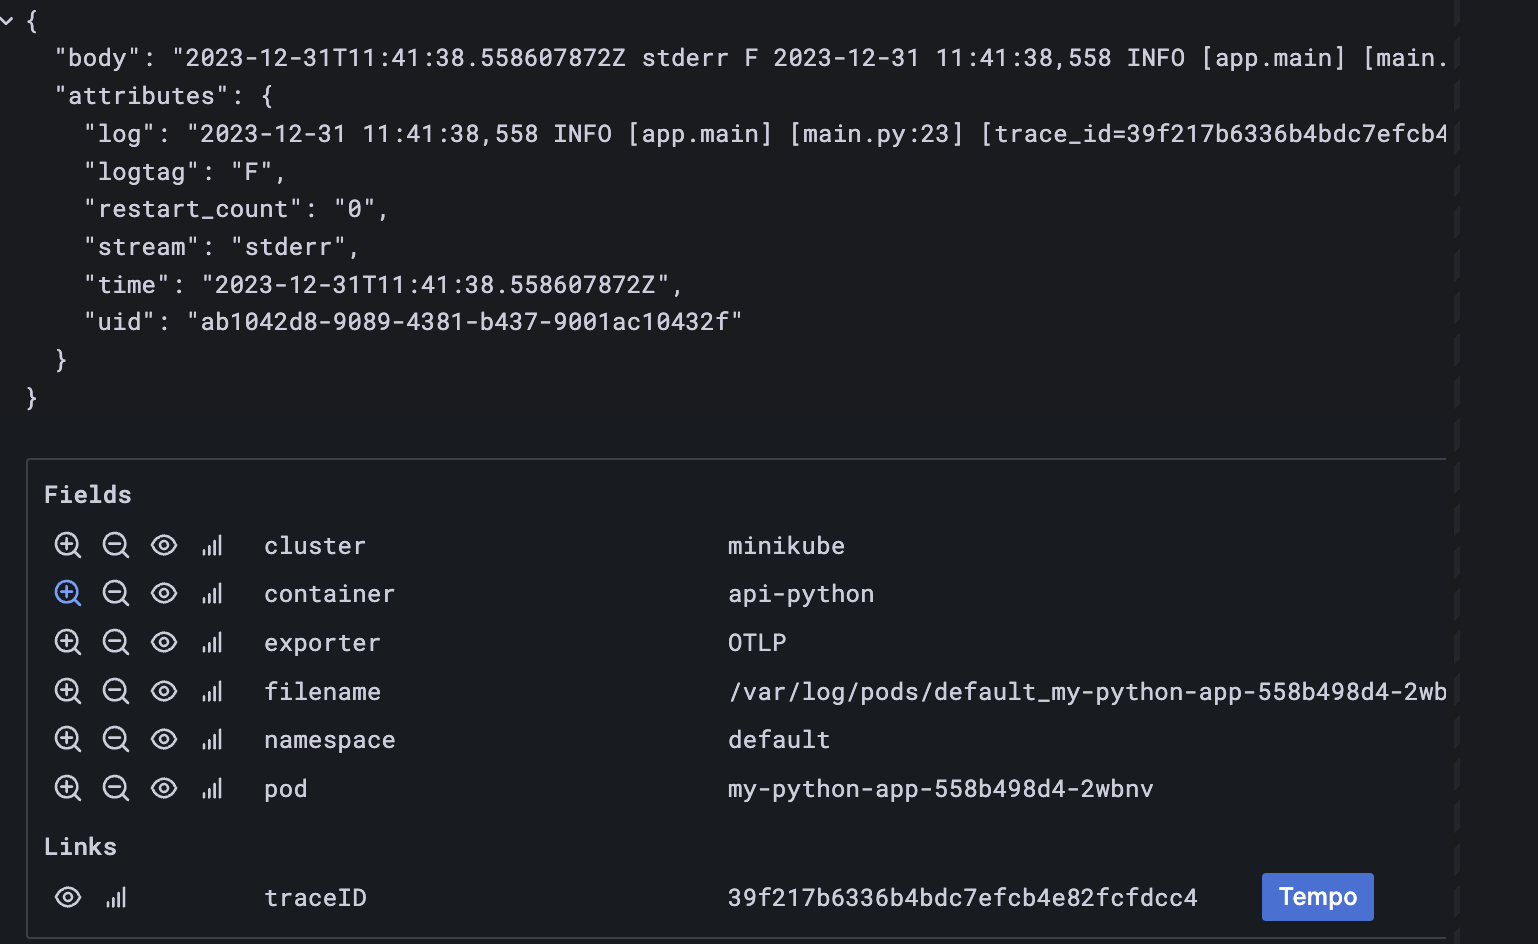 {
"body": "2023-12-31T11:41:38.558607872Z stderr F 2023-12-31 11:41:38,558 INFO [app.main] [main.
"attributes": {
"log": "2023-12-31 11:41:38,558 INFO [app.main] [main.py:23] [trace_id=39f217b6336b4bdc7efcb4
"logtag": "F",
"restart_count": "0",
"stream": "stderr",
"time": "2023-12-31T11:41:38.558607872Z",
"uid": "ab1042d8-9089-4381-b437-9001ac10432f"
}
}
Fields
cluster minikube
container api-python
exporter OTLP
filename /var/log/pods/default_my-python-app-558b498d4-2wb
namespace default
pod my-python-app-558b498d4-2wbnv
Links
traceID 39f217b6336b4bdc7efcb4e82fcfdcc4 Tempo